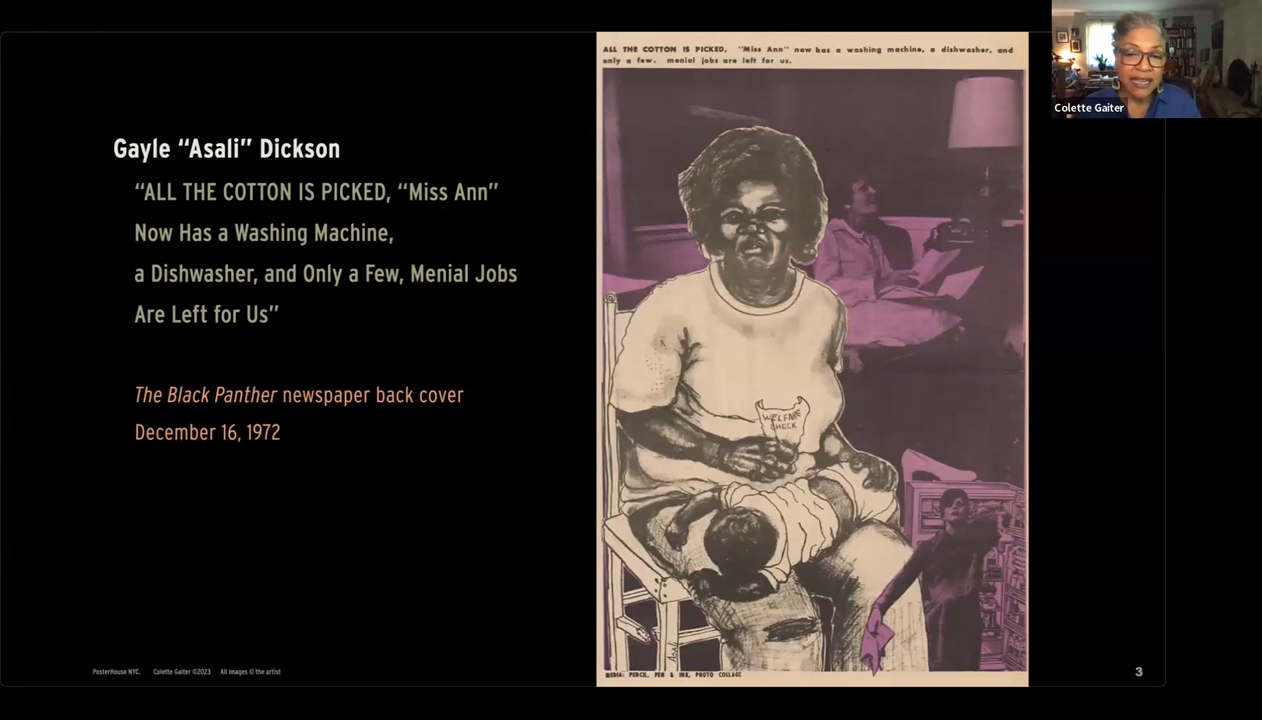 Gayle “Asali” Dickson
“ALL THE COTTON IS PICKED, “Miss Ann”
Now Has a Washing Machine,
a Dishwasher, and Only a Few, Menial Jobs
Are Left for Us”
The Black Panther newspaper back cover
December 16, 1972
ALL THE COTTON IS PICKED, "Miss Ann" now has a washing machine, a dishwasher, and
only a few, menial jobs are left for us.
WELFARE
CHECK
Asali
MEDIA: PENCIL, PEN & INK, PHOTO COLLAGE
Colette Gaiter
PosterHouse NYC. Colette Gaiter ©2023 All images © the artist
3